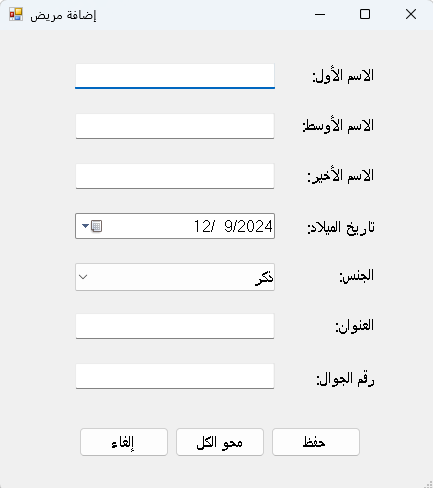 إضافة مريض
الاسم الأول:
الاسم الأوسط:
الاسم الأخير:
تاريخ الميلاد:
12/ 9/2024
الجنس:
ذكر
العنوان:
رقم الجوال:
حفظ
محو الكل
إلغاء